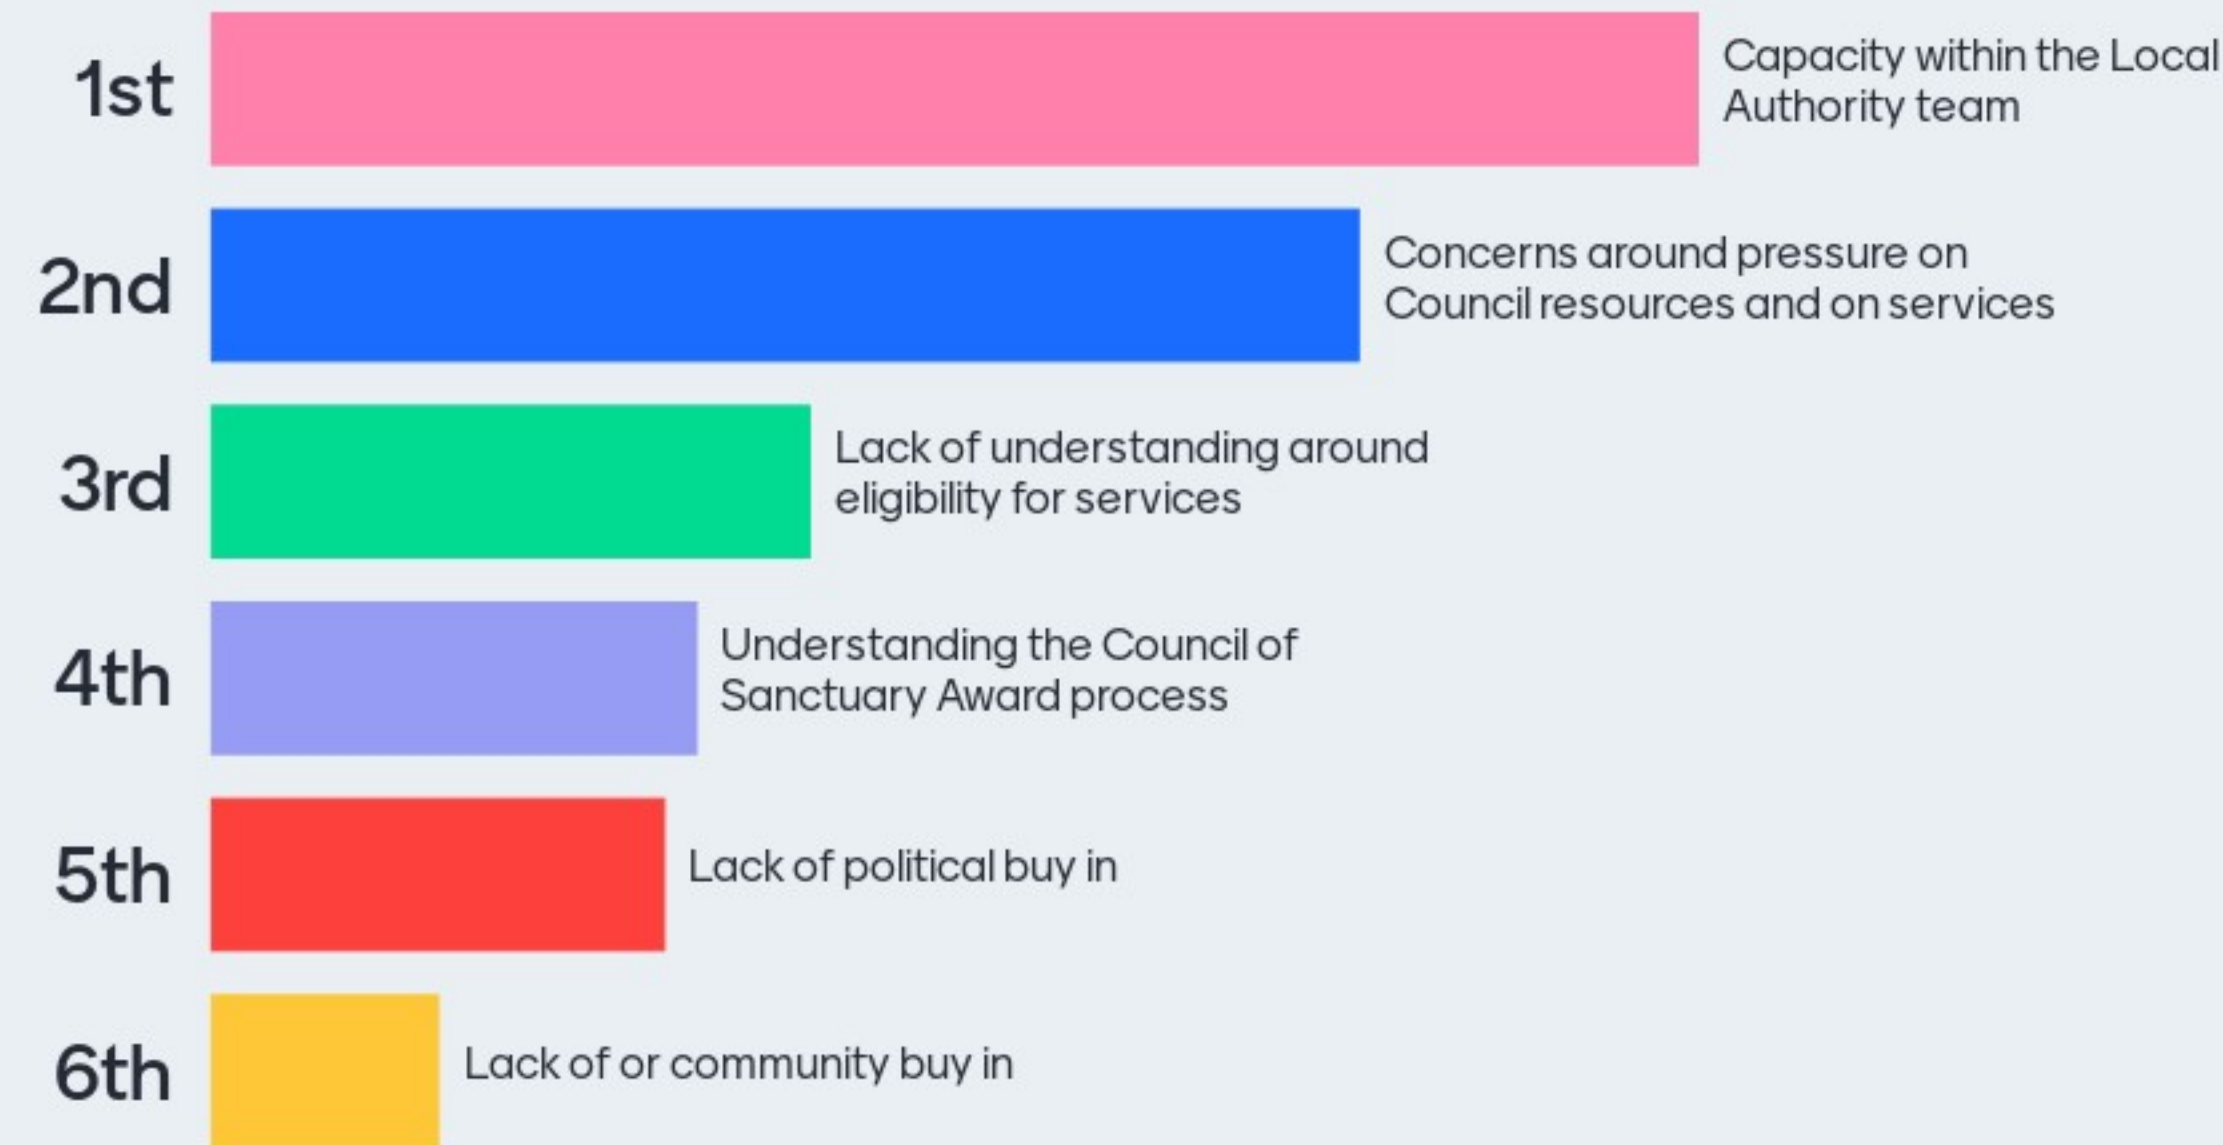 1st
Capacity within the Local
Authority team
2nd
Concerns around pressure on
Council resources and on services
3rd
Lack of understanding around
eligibility for services
4th
Understanding the Council of
Sanctuary Award process
5th
Lack of political buy in
6th
Lack of or community buy in